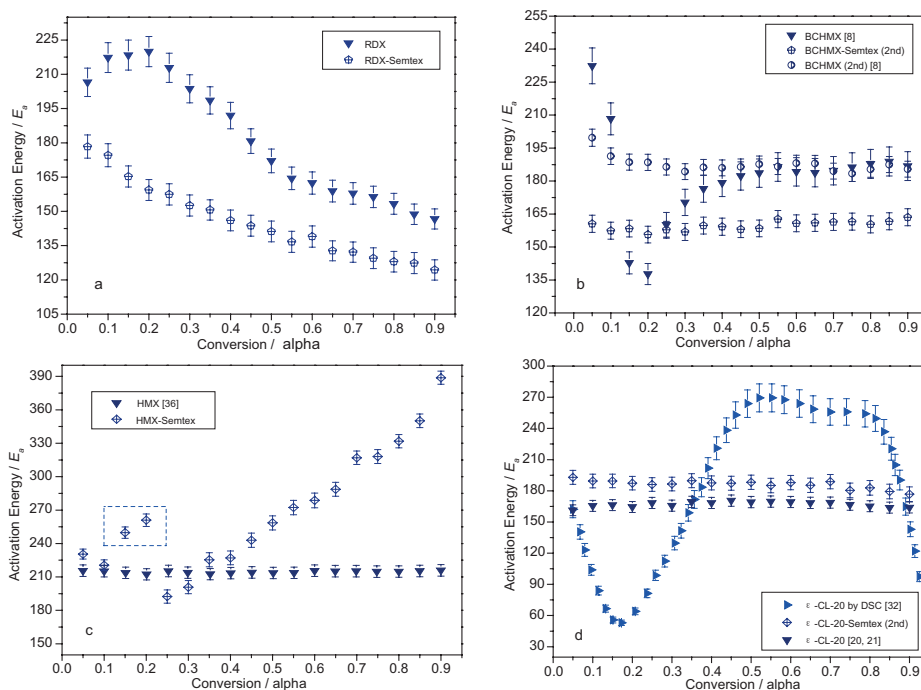 225
210
195
180
165
150
135
120
105
Activation Energy / Ea
RDX
RDX-Semtex
a
0.0 0.1 0.2 0.3 0.4 0.5 0.6 0.7 0.8 0.9
Conversion / alpha
255
240
225
210
195
180
165
150
135
120
Activation Energy / Ea
BCHMX [8]
BCHMX-Semtex (2nd)
BCHMX (2nd) [8]
b
0.0 0.1 0.2 0.3 0.4 0.5 0.6 0.7 0.8 0.9
Conversion / alpha
390
360
330
300
270
240
210
180
150
Activation Energy / Ea
HMX [36]
HMX-Semtex
c
0.0 0.1 0.2 0.3 0.4 0.5 0.6 0.7 0.8 0.9
Conversion / alpha
300
270
240
210
180
150
120
90
60
30
Activation Energy / Ea
ε -CL-20 by DSC [32]
ε -CL-20-Semtex (2nd)
ε -CL-20 [20, 21]
d
0.0 0.1 0.2 0.3 0.4 0.5 0.6 0.7 0.8 0.9
Conversion / alpha